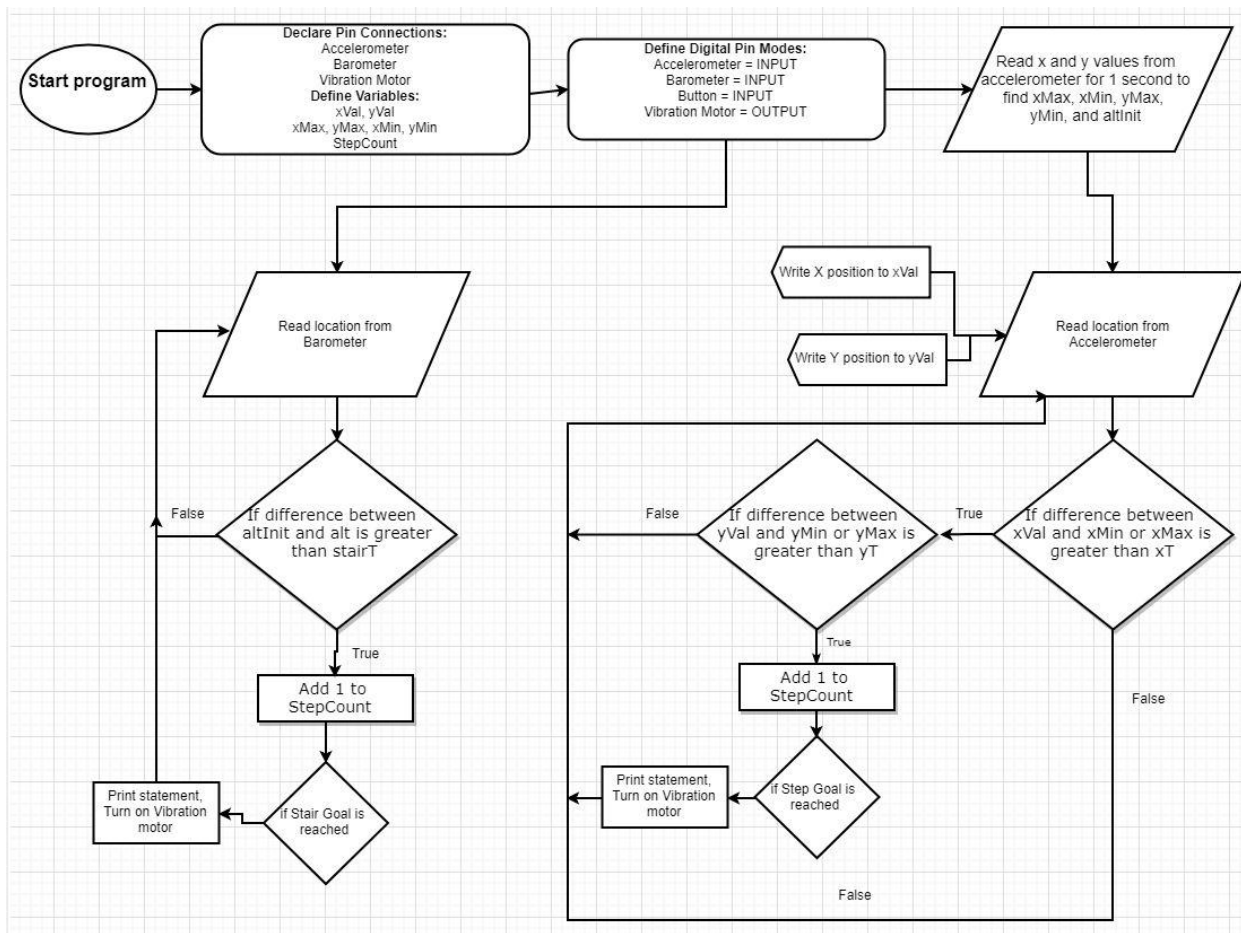 Start program
Declare Pin Connections:
Accelerometer
Barometer
Vibration Motor
Define Variables:
xVal, yVal
xMax, yMax, xMin, yMin
StepCount
Define Digital Pin Modes:
Accelerometer = INPUT
Barometer = INPUT
Button = INPUT
Vibration Motor = OUTPUT
Read x and y values from
accelerometer for 1 second to
find xMax, xMin, yMax,
yMin, and altInit
Write X position to xVal
Write Y position to yVal
Read location from
Accelerometer
Read location from
Barometer
If difference between
altInit and alt is greater
than stairT
False
True
Add 1 to
StepCount
if Stair Goal is
reached
Print statement,
Turn on Vibration
motor
If difference between
xVal and xMin or xMax is
greater than xT
True
False
If difference between
yVal and yMin or yMax is
greater than yT
False
True
Add 1 to
StepCount
if Step Goal is
reached
Print statement,
Turn on Vibration
motor
False